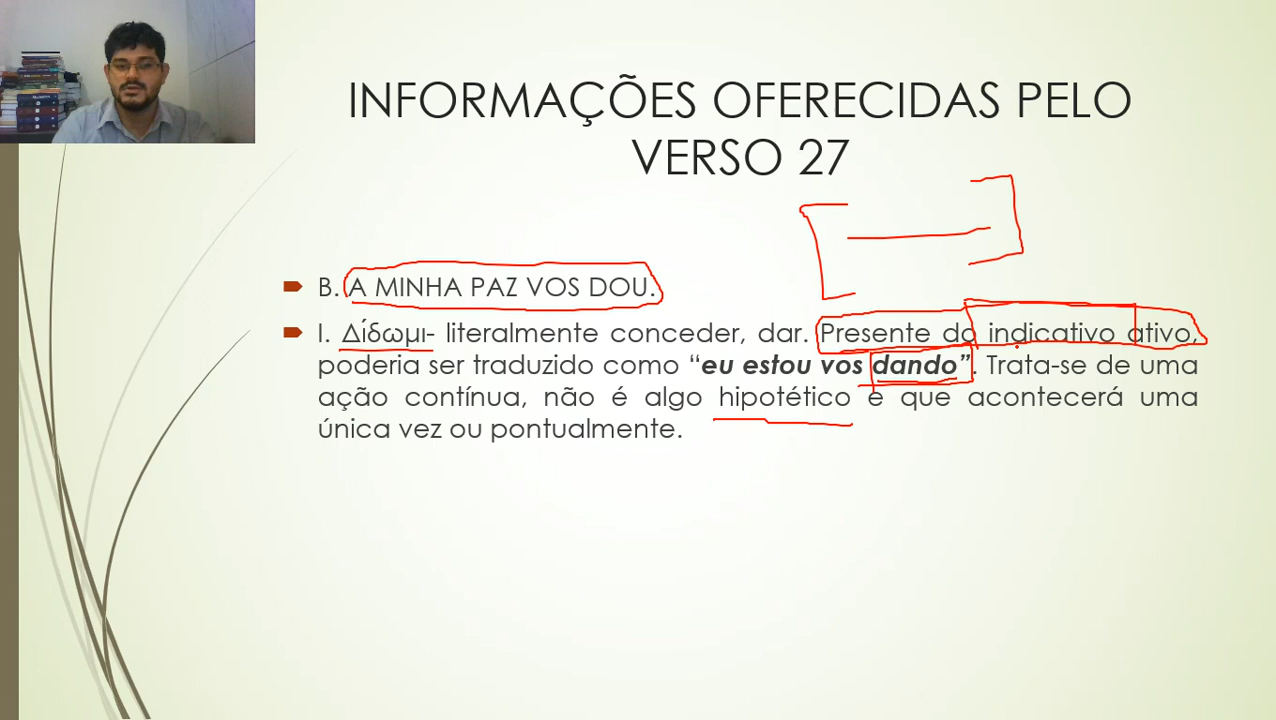 INFORMAÇÕES OFERECIDAS PELO
VERSO 27
B. A MINHA PAZ VOS DOU.
I. Δίδωμι- literalmente conceder, dar. Presente do indicativo ativo,
poderia ser traduzido como “eu estou vos dando”. Trata-se de uma
ação contínua, não é algo hipotético e que acontecerá uma
única vez ou pontualmente.